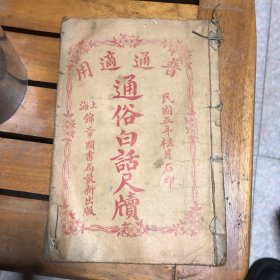 普通適用
民國五年桂月石印
通俗白話尺牘
上海錦章圖書局最新出版